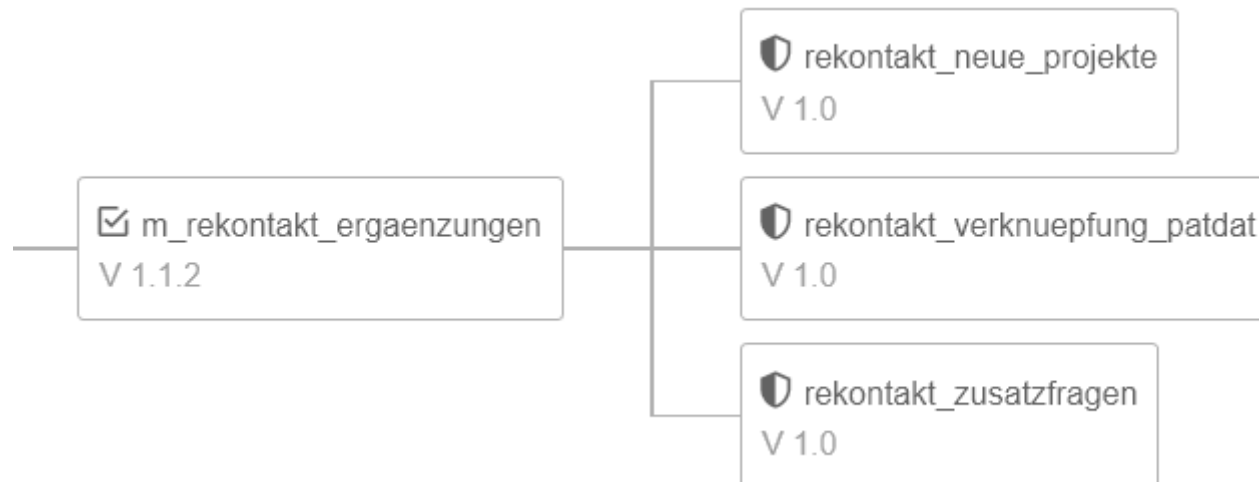 rekontakt_neue_projekte
V 1.0
m_rekontakt_ergaenzungen
V 1.1.2
rekontakt_verknuepfung_patdat
V 1.0
rekontakt_zusatzfragen
V 1.0